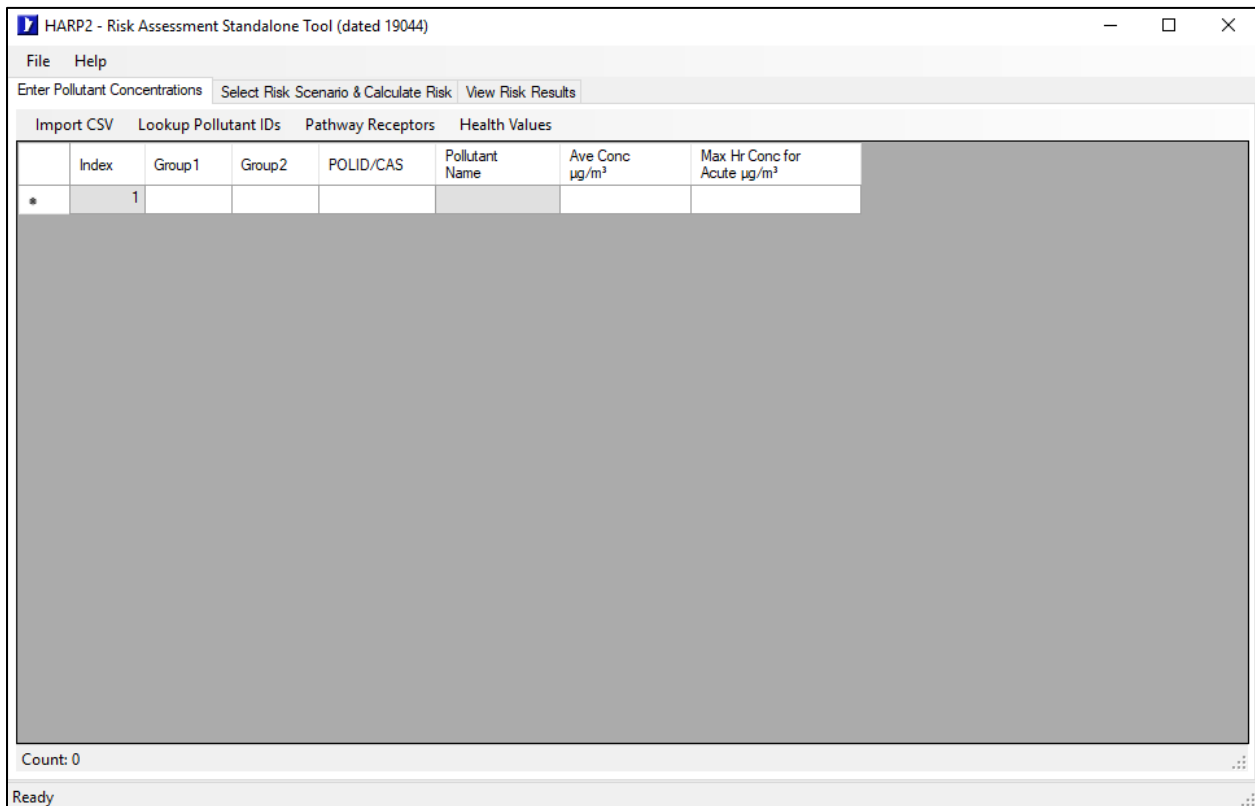 HARP2 - Risk Assessment Standalone Tool (dated 19044)
File Help
Enter Pollutant Concentrations Select Risk Scenario & Calculate Risk View Risk Results
Import CSV Lookup Pollutant IDs Pathway Receptors Health Values
Index Group1 Group2 POLID/CAS Pollutant Name Ave Conc µg/m³ Max Hr Conc for Acute µg/m³
* 1
Count: 0
Ready